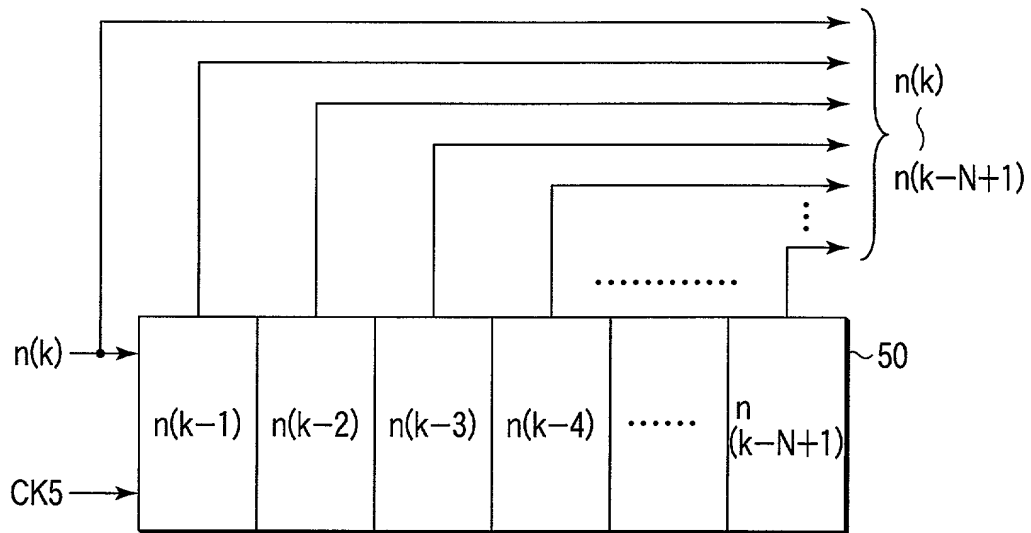 n(k)
n(k−N+1)
n(k)
50
n(k−1)
n(k−2)
n(k−3)
n(k−4)
......
n
(k−N+1)
CK5